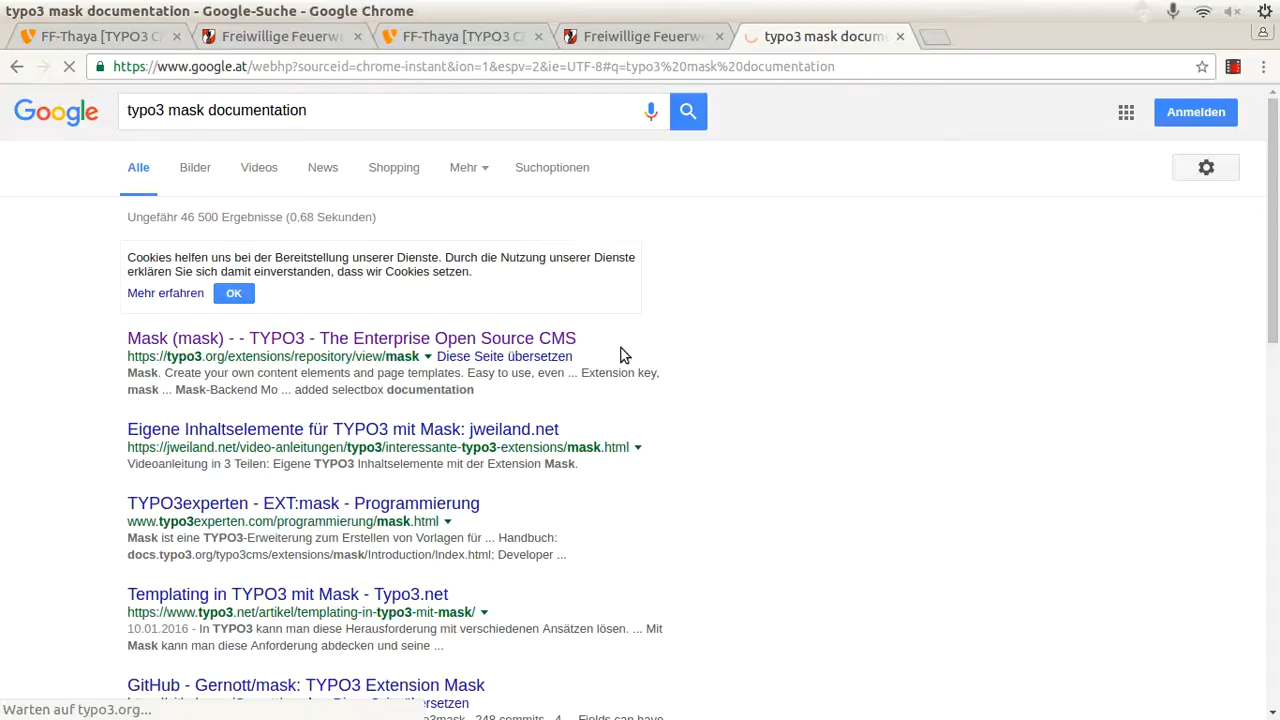 typo3 mask documentation - Google-Suche - Google Chrome
FF-Thaya [TYPO3 C
Freiwillige Feuerw
FF-Thaya [TYPO3 C
Freiwillige Feuerw
typo3 mask docum
https://www.google.at/webhp?sourceid=chrome-instant&ion=1&espv=2&ie=UTF-8#q=typo3%20mask%20documentation
Google
typo3 mask documentation
Anmelden
Alle
Bilder
Videos
News
Shopping
Mehr
Suchoptionen
Ungefähr 46 500 Ergebnisse (0,68 Sekunden)
Cookies helfen uns bei der Bereitstellung unserer Dienste. Durch die Nutzung unserer Dienste
erklären Sie sich damit einverstanden, dass wir Cookies setzen.
Mehr erfahren
OK
Mask (mask) - - TYPO3 - The Enterprise Open Source CMS
https://typo3.org/extensions/repository/view/mask Diese Seite übersetzen
Mask. Create your own content elements and page templates. Easy to use, even ... Extension key,
mask ... Mask-Backend Mo ... added selectbox documentation
Eigene Inhaltselemente für TYPO3 mit Mask: jweiland.net
https://jweiland.net/video-anleitungen/typo3/interessante-typo3-extensions/mask.html
Videoanleitung in 3 Teilen: Eigene TYPO3 Inhaltselemente mit der Extension Mask.
TYPO3experten - EXT:mask - Programmierung
www.typo3experten.com/programmierung/mask.html
Mask ist eine TYPO3-Erweiterung zum Erstellen von Vorlagen für ... Handbuch:
docs.typo3.org/typo3cms/extensions/mask/Introduction/Index.html; Developer ...
Templating in TYPO3 mit Mask - Typo3.net
https://www.typo3.net/artikel/templating-in-typo3-mit-mask/
10.01.2016 - In TYPO3 kann man diese Herausforderung mit verschiedenen Ansätzen lösen. ... Mit
Mask kann man diese Anforderung abdecken und seine ...
GitHub - Gernott/mask: TYPO3 Extension Mask
Warten auf typo3.org...